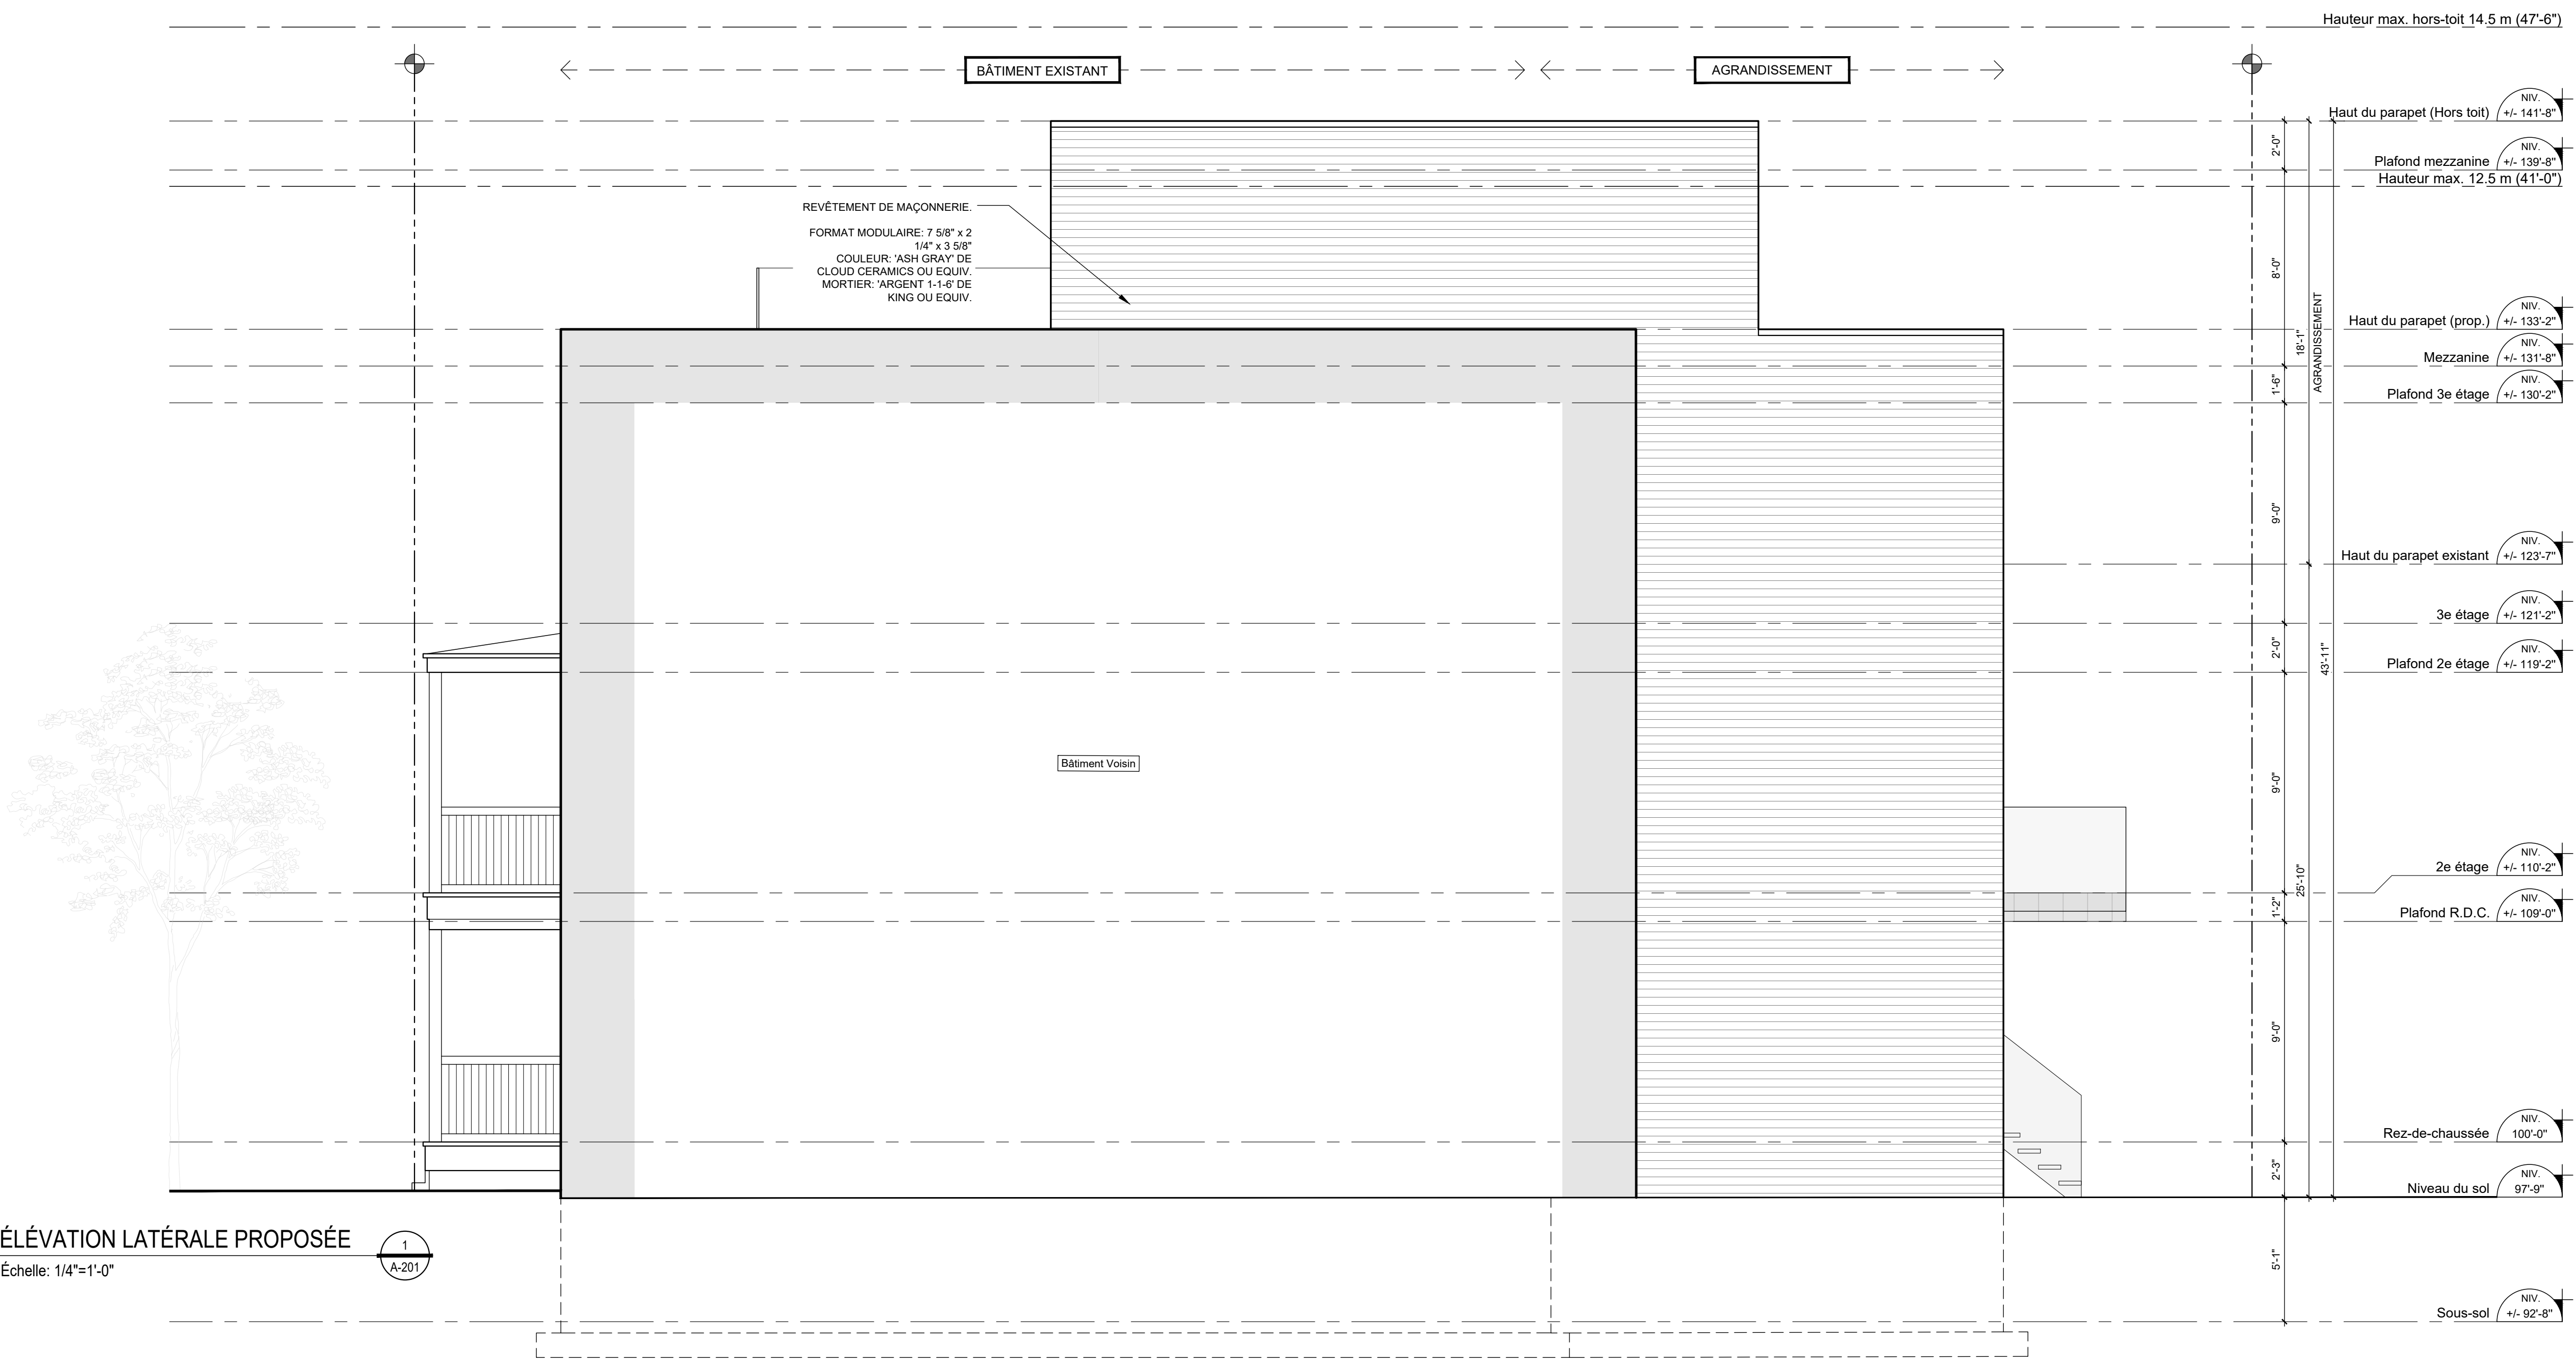 Hauteur max. hors-toit 14.5 m (47'-6")
BÂTIMENT EXISTANT
AGRANDISSEMENT
Haut du parapet (Hors toit)
NIV.
+/- 141'-8"
2'-0"
Plafond mezzanine
NIV.
+/- 139'-8"
Hauteur max. 12.5 m (41'-0")
REVÊTEMENT DE MAÇONNERIE.
FORMAT MODULAIRE: 7 5/8" x 2
1/4" x 3 5/8"
COULEUR: 'ASH GRAY' DE
CLOUD CERAMICS OU EQUIV.
MORTIER: 'ARGENT 1-1-6' DE
KING OU EQUIV.
8'-0"
Haut du parapet (prop.)
NIV.
+/- 133'-2"
18'-1"
AGRANDISSEMENT
Mezzanine
NIV.
+/- 131'-8"
1'-6"
Plafond 3e étage
NIV.
+/- 130'-2"
9'-0"
Haut du parapet existant
NIV.
+/- 123'-7"
3e étage
NIV.
+/- 121'-2"
2'-0"
43'-11"
Plafond 2e étage
NIV.
+/- 119'-2"
Bâtiment Voisin
9'-0"
2e étage
NIV.
+/- 110'-2"
25'-10"
1'-2"
Plafond R.D.C.
NIV.
+/- 109'-0"
9'-0"
Rez-de-chaussée
NIV.
100'-0"
2'-3"
Niveau du sol
NIV.
97'-9"
ÉLÉVATION LATÉRALE PROPOSÉE
1
A-201
Échelle: 1/4"=1'-0"
5'-1"
Sous-sol
NIV.
+/- 92'-8"